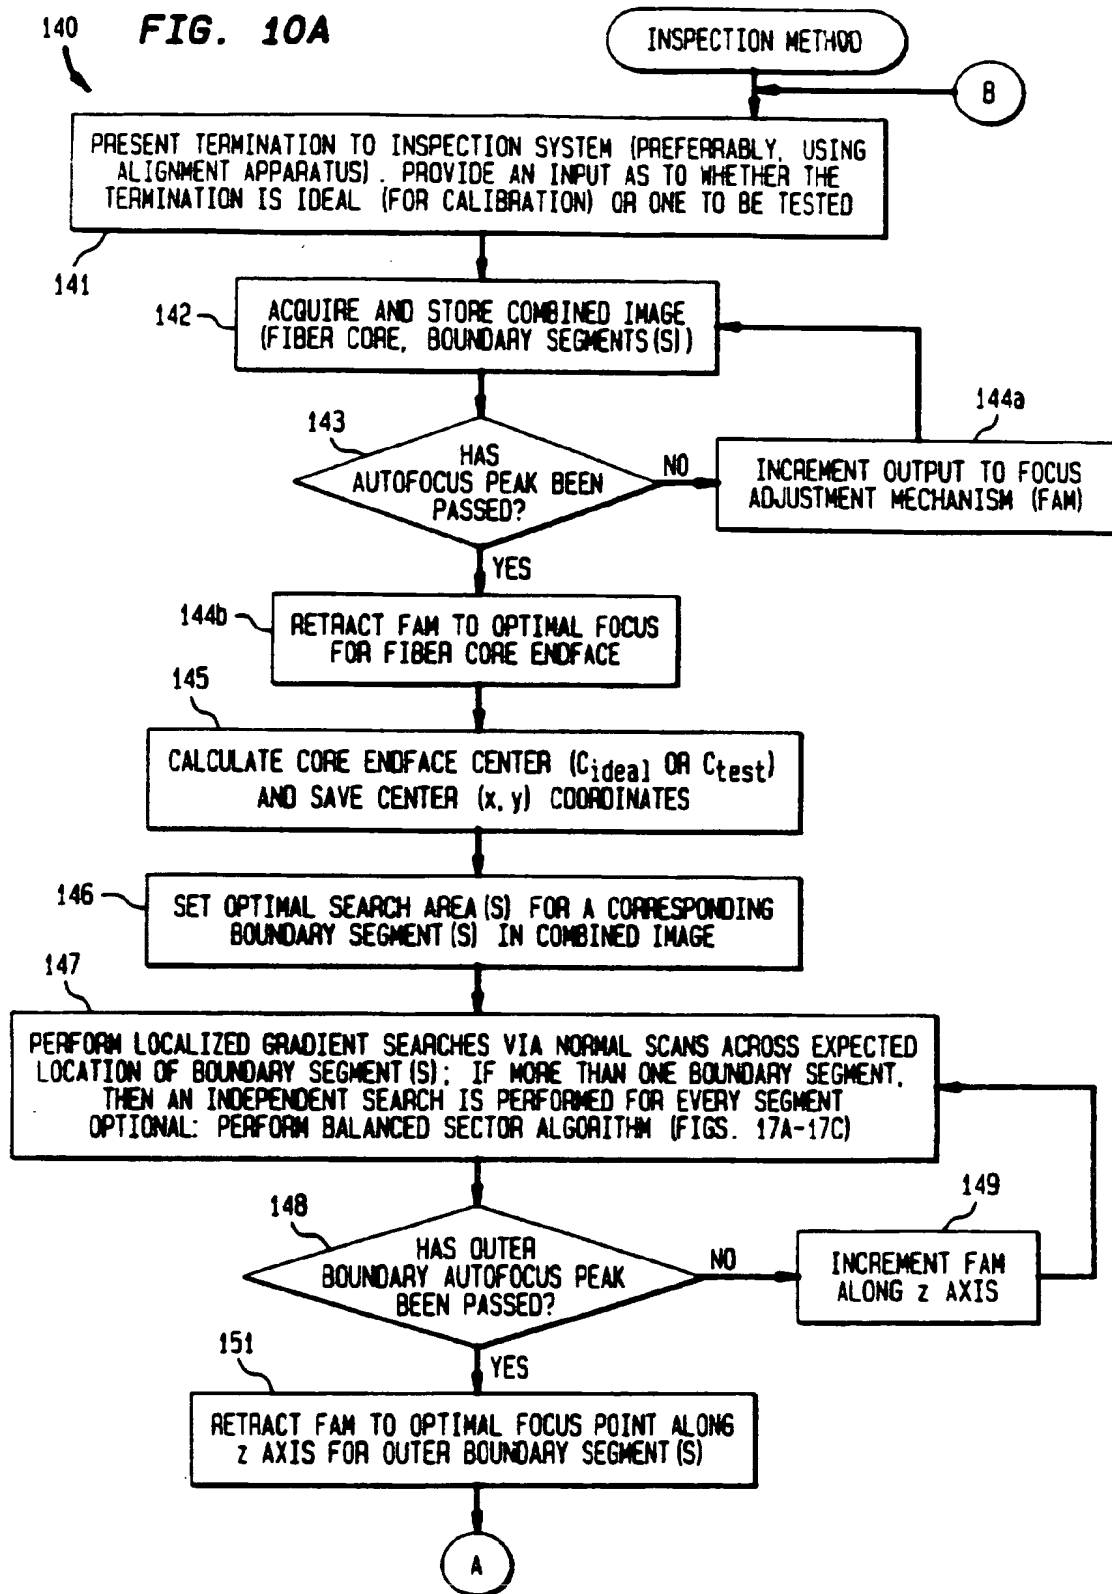 140
FIG. 10A
INSPECTION METHOD
B
PRESENT TERMINATION TO INSPECTION SYSTEM (PREFERRABLY, USING
ALIGNMENT APPARATUS). PROVIDE AN INPUT AS TO WHETHER THE
TERMINATION IS IDEAL (FOR CALIBRATION) OR ONE TO BE TESTED
141
142
ACQUIRE AND STORE COMBINED IMAGE
(FIBER CORE, BOUNDARY SEGMENTS(S))
143
HAS
AUTOFOCUS PEAK BEEN
PASSED?
NO
144a
INCREMENT OUTPUT TO FOCUS
ADJUSTMENT MECHANISM (FAM)
YES
144b
RETRACT FAM TO OPTIMAL FOCUS
FOR FIBER CORE ENDFACE
145
CALCULATE CORE ENDFACE CENTER (Cideal OR Ctest)
AND SAVE CENTER (x, y) COORDINATES
146
SET OPTIMAL SEARCH AREA(S) FOR A CORRESPONDING
BOUNDARY SEGMENT(S) IN COMBINED IMAGE
147
PERFORM LOCALIZED GRADIENT SEARCHES VIA NORMAL SCANS ACROSS EXPECTED
LOCATION OF BOUNDARY SEGMENT(S); IF MORE THAN ONE BOUNDARY SEGMENT,
THEN AN INDEPENDENT SEARCH IS PERFORMED FOR EVERY SEGMENT
OPTIONAL: PERFORM BALANCED SECTOR ALGORITHM (FIGS. 17A-17C)
148
HAS OUTER
BOUNDARY AUTOFOCUS PEAK
BEEN PASSED?
NO
149
INCREMENT FAM
ALONG z AXIS
YES
151
RETRACT FAM TO OPTIMAL FOCUS POINT ALONG
z AXIS FOR OUTER BOUNDARY SEGMENT(S)
A